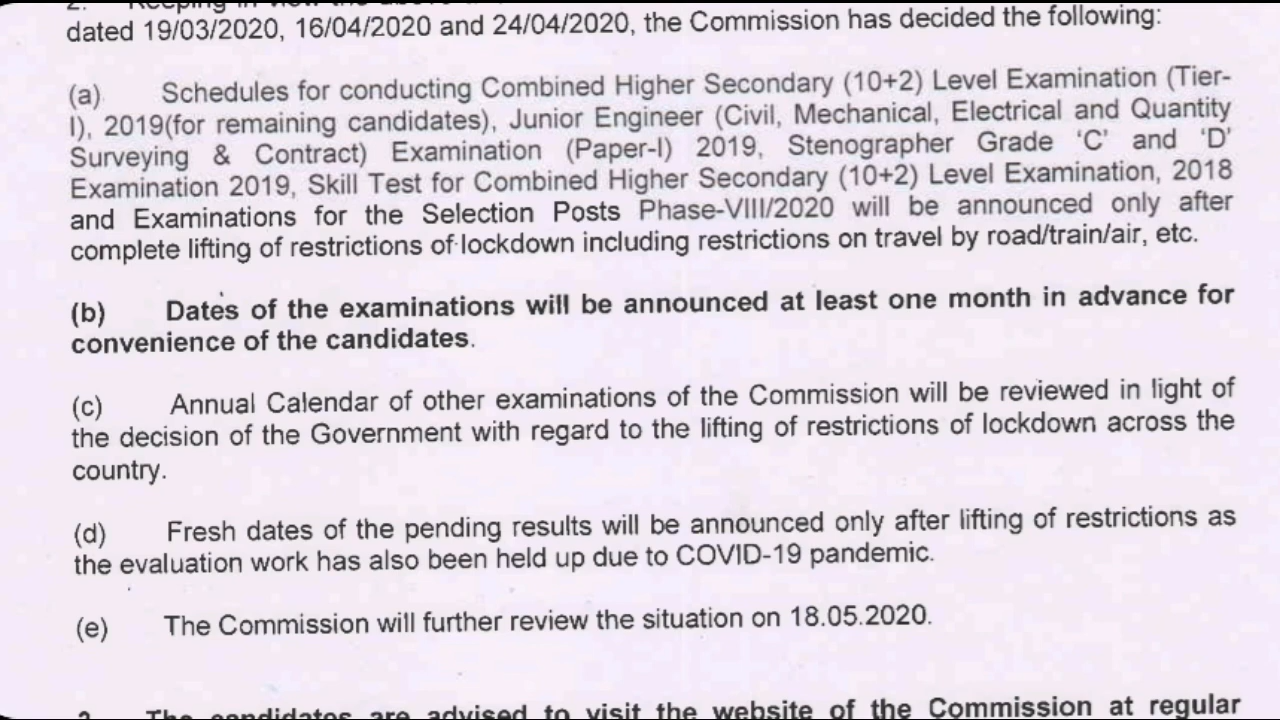 2. Keeping in view the above
dated 19/03/2020, 16/04/2020 and 24/04/2020, the Commission has decided the following:
(a) Schedules for conducting Combined Higher Secondary (10+2) Level Examination (Tier-
I), 2019(for remaining candidates), Junior Engineer (Civil, Mechanical, Electrical and Quantity
Surveying & Contract) Examination (Paper-I) 2019, Stenographer Grade ‘C’ and ‘D’
Examination 2019, Skill Test for Combined Higher Secondary (10+2) Level Examination, 2018
and Examinations for the Selection Posts Phase-VIII/2020 will be announced only after
complete lifting of restrictions of lockdown including restrictions on travel by road/train/air, etc.
(b) Dates of the examinations will be announced at least one month in advance for
convenience of the candidates.
(c) Annual Calendar of other examinations of the Commission will be reviewed in light of
the decision of the Government with regard to the lifting of restrictions of lockdown across the
country.
(d) Fresh dates of the pending results will be announced only after lifting of restrictions as
the evaluation work has also been held up due to COVID-19 pandemic.
(e) The Commission will further review the situation on 18.05.2020.
3. The candidates are advised to visit the website of the Commission at regular